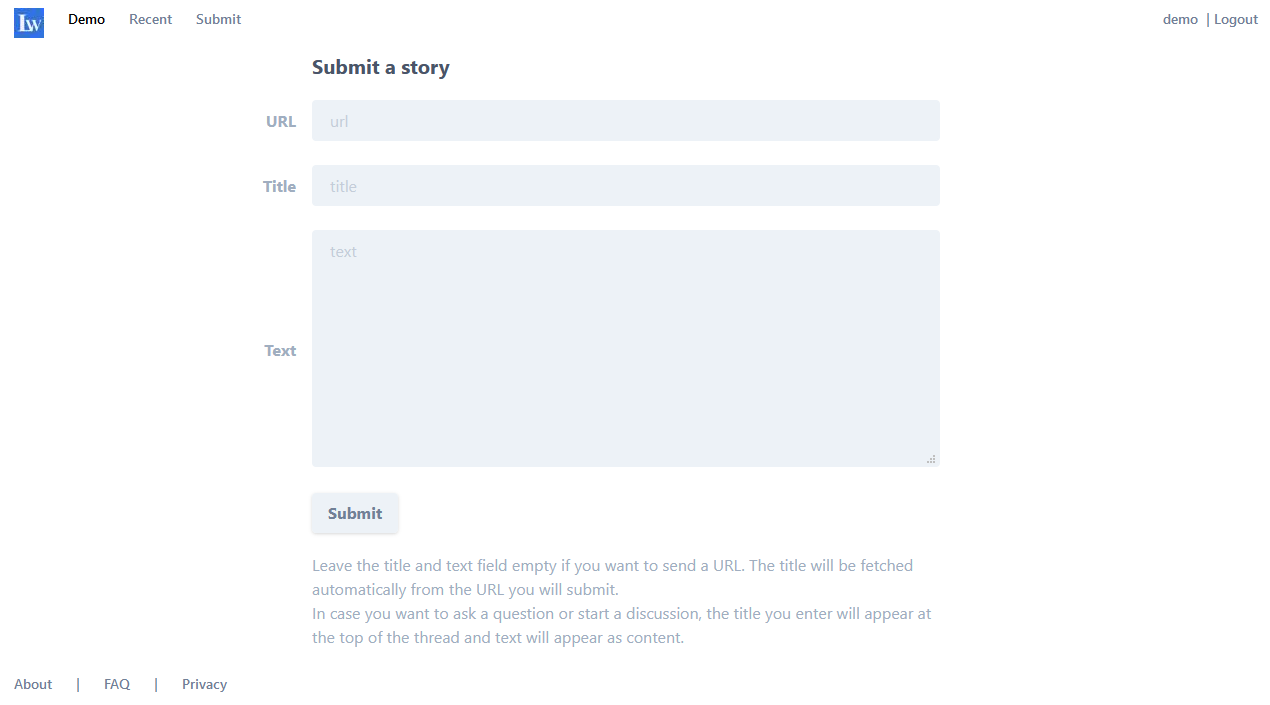 Lw Demo Recent Submit demo | Logout
Submit a story
URL url
Title title
text
Text
Submit
Leave the title and text field empty if you want to send a URL. The title will be fetched
automatically from the URL you will submit.
In case you want to ask a question or start a discussion, the title you enter will appear at
the top of the thread and text will appear as content.
About | FAQ | Privacy